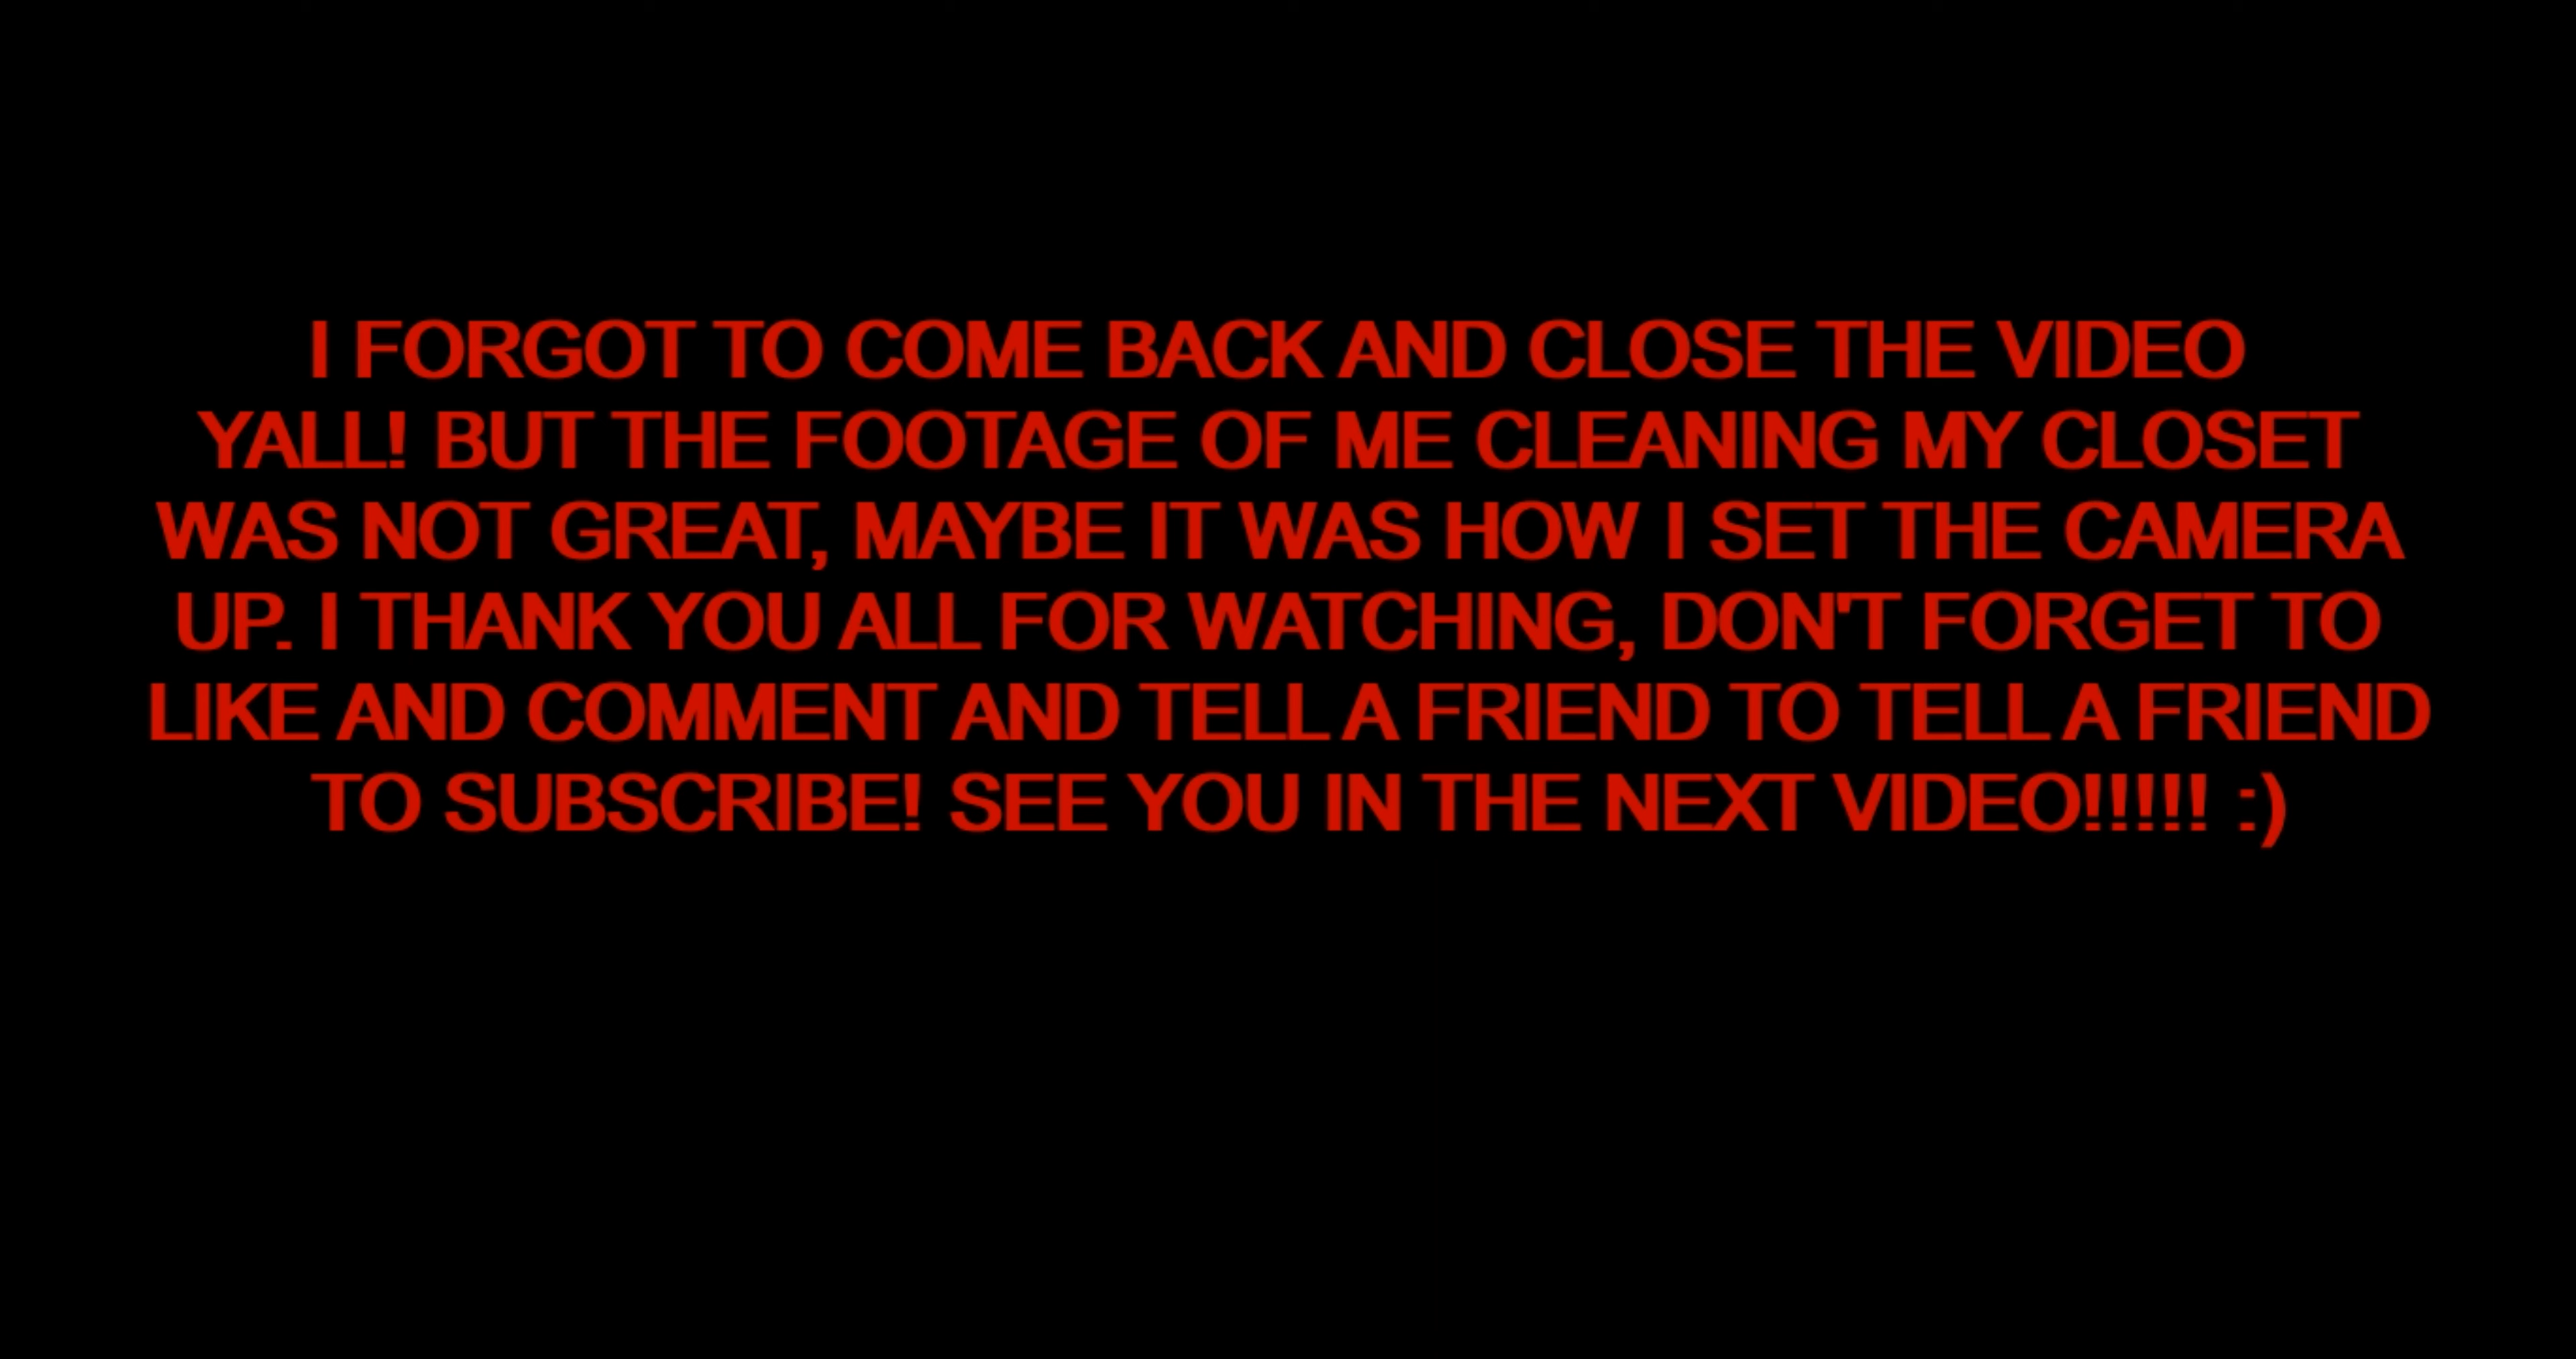 I FORGOT TO COME BACK AND CLOSE THE VIDEO
YALL! BUT THE FOOTAGE OF ME CLEANING MY CLOSET
WAS NOT GREAT, MAYBE IT WAS HOW I SET THE CAMERA
UP. I THANK YOU ALL FOR WATCHING, DON'T FORGET TO
LIKE AND COMMENT AND TELL A FRIEND TO TELL A FRIEND
TO SUBSCRIBE! SEE YOU IN THE NEXT VIDEO!!!!! :)